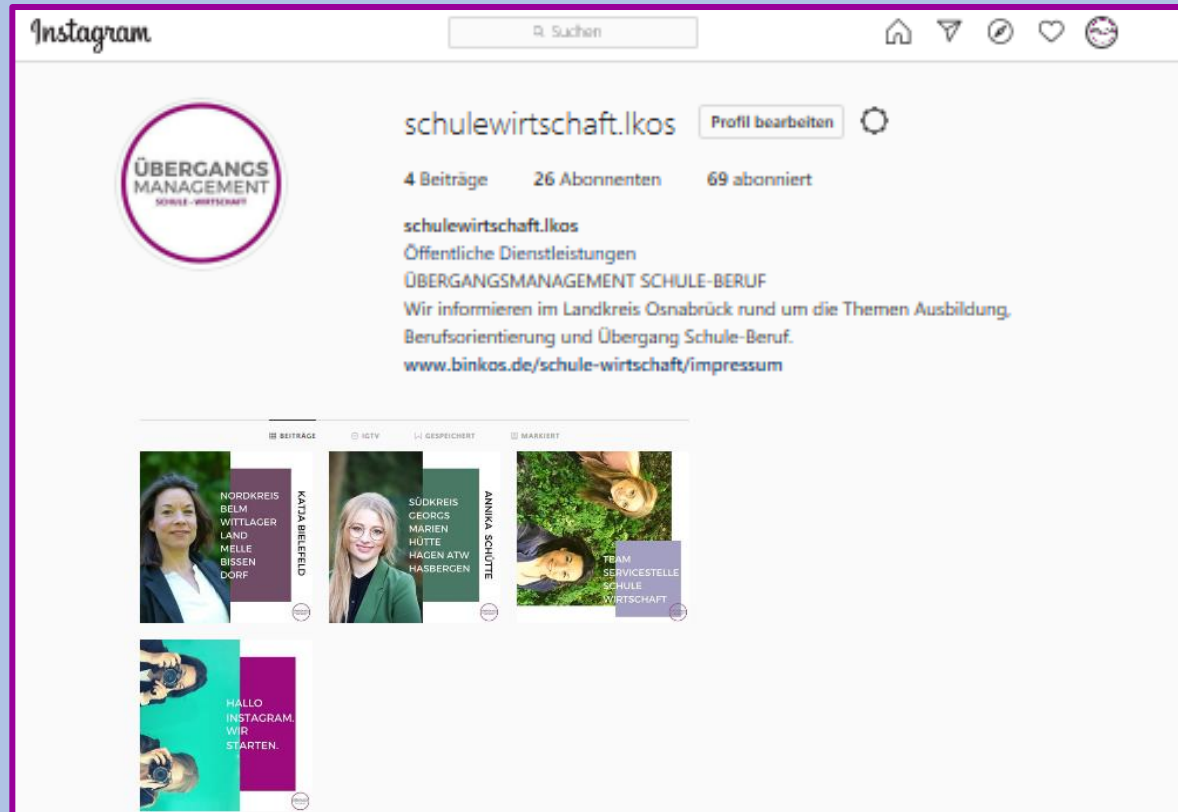 Instagram
Suchen
ÜBERGANGS
MANAGEMENT
SCHULE - WIRTSCHAFT
schulewirtschaft.lkos
Profil bearbeiten
4 Beiträge 26 Abonnenten 69 abonniert
schulewirtschaft.lkos
Öffentliche Dienstleistungen
ÜBERGANGSMANAGEMENT SCHULE-BERUF
Wir informieren im Landkreis Osnabrück rund um die Themen Ausbildung,
Berufsorientierung und Übergang Schule-Beruf.
www.binkos.de/schule-wirtschaft/impressum
BEITRÄGE IGTV GESPEICHERT MARKIERT
NORDKREIS
BELM
WITTLAGER
LAND
MELLE
BISSEN
DORF
KATJA BIELEFELD
SÜDKREIS
GEORGS
MARIEN
HÜTTE
HAGEN ATW
HASBERGEN
ANNIKA SCHÜTTE
TEAM
SERVICESTELLE
SCHULE
WIRTSCHAFT
HALLO
INSTAGRAM.
WIR
STARTEN.